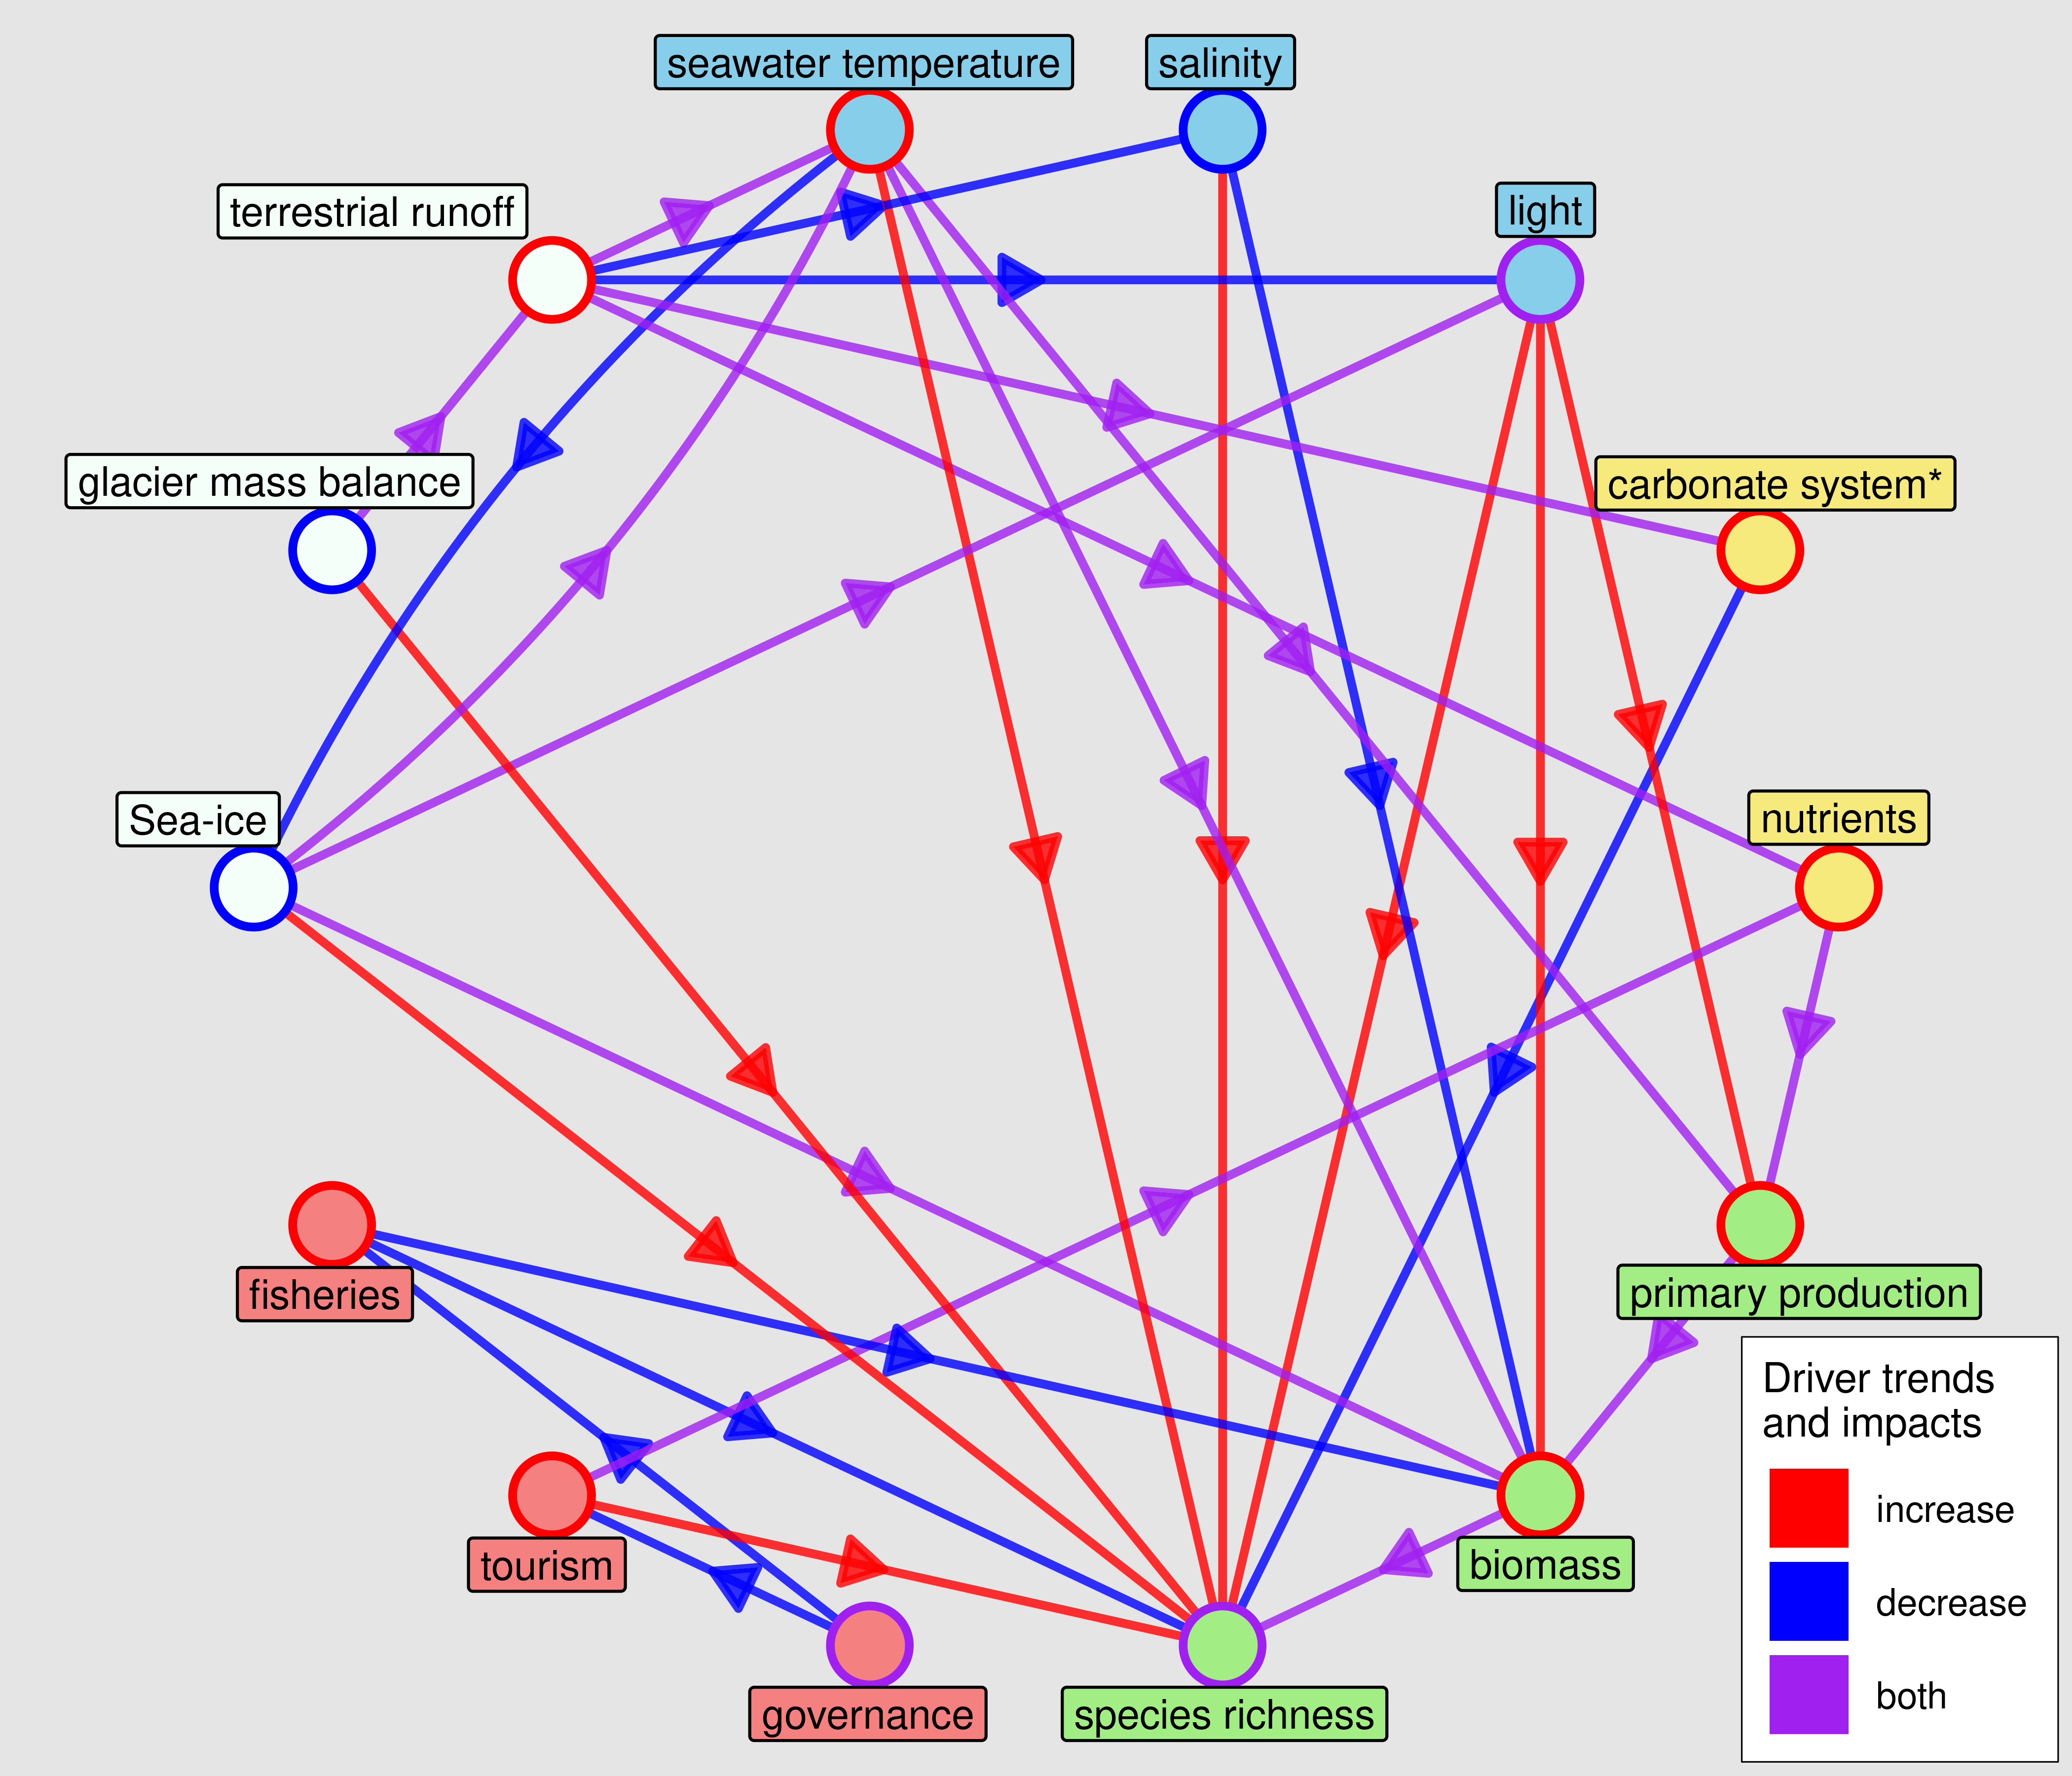 seawater temperature
salinity
terrestrial runoff
light
glacier mass balance
carbonate system*
Sea-ice
nutrients
fisheries
primary production
tourism
biomass
governance
species richness
Driver trends
and impacts
increase
decrease
both